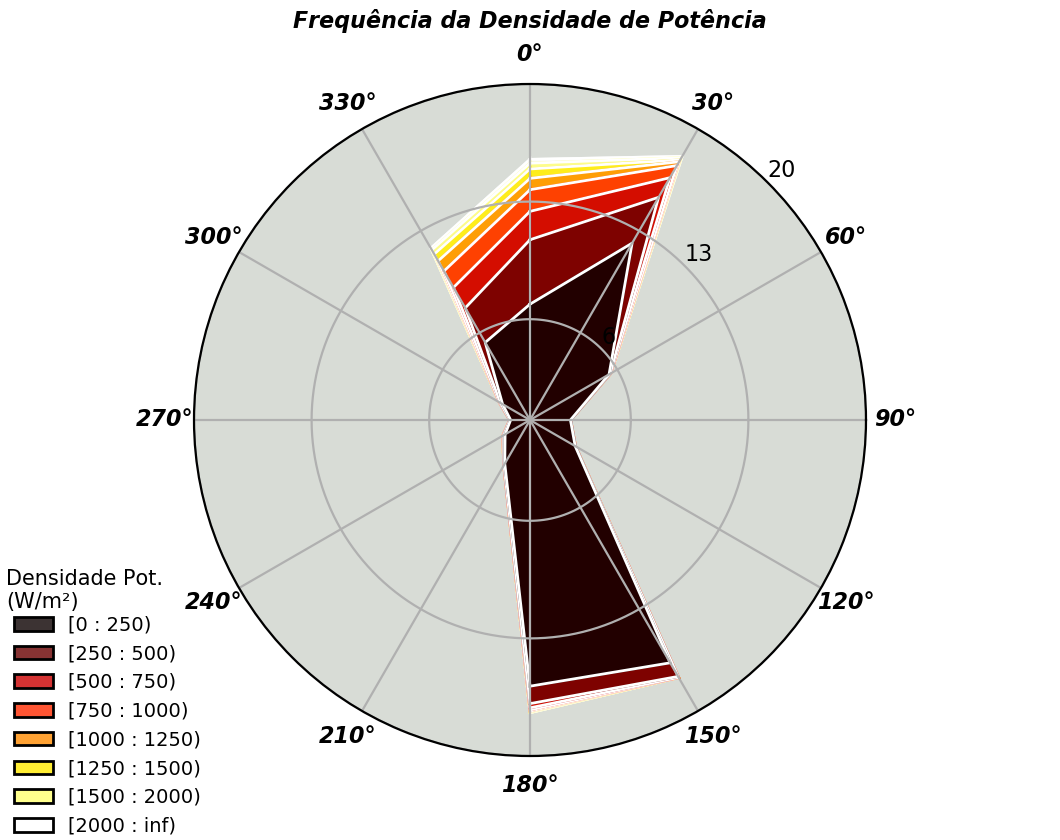 Frequência da Densidade de Potência
0°
330°
30°
20
300°
60°
13
6
270°
90°
240°
120°
210°
150°
180°
Densidade Pot.
(W/m²)
[0 : 250)
[250 : 500)
[500 : 750)
[750 : 1000)
[1000 : 1250)
[1250 : 1500)
[1500 : 2000)
[2000 : inf)